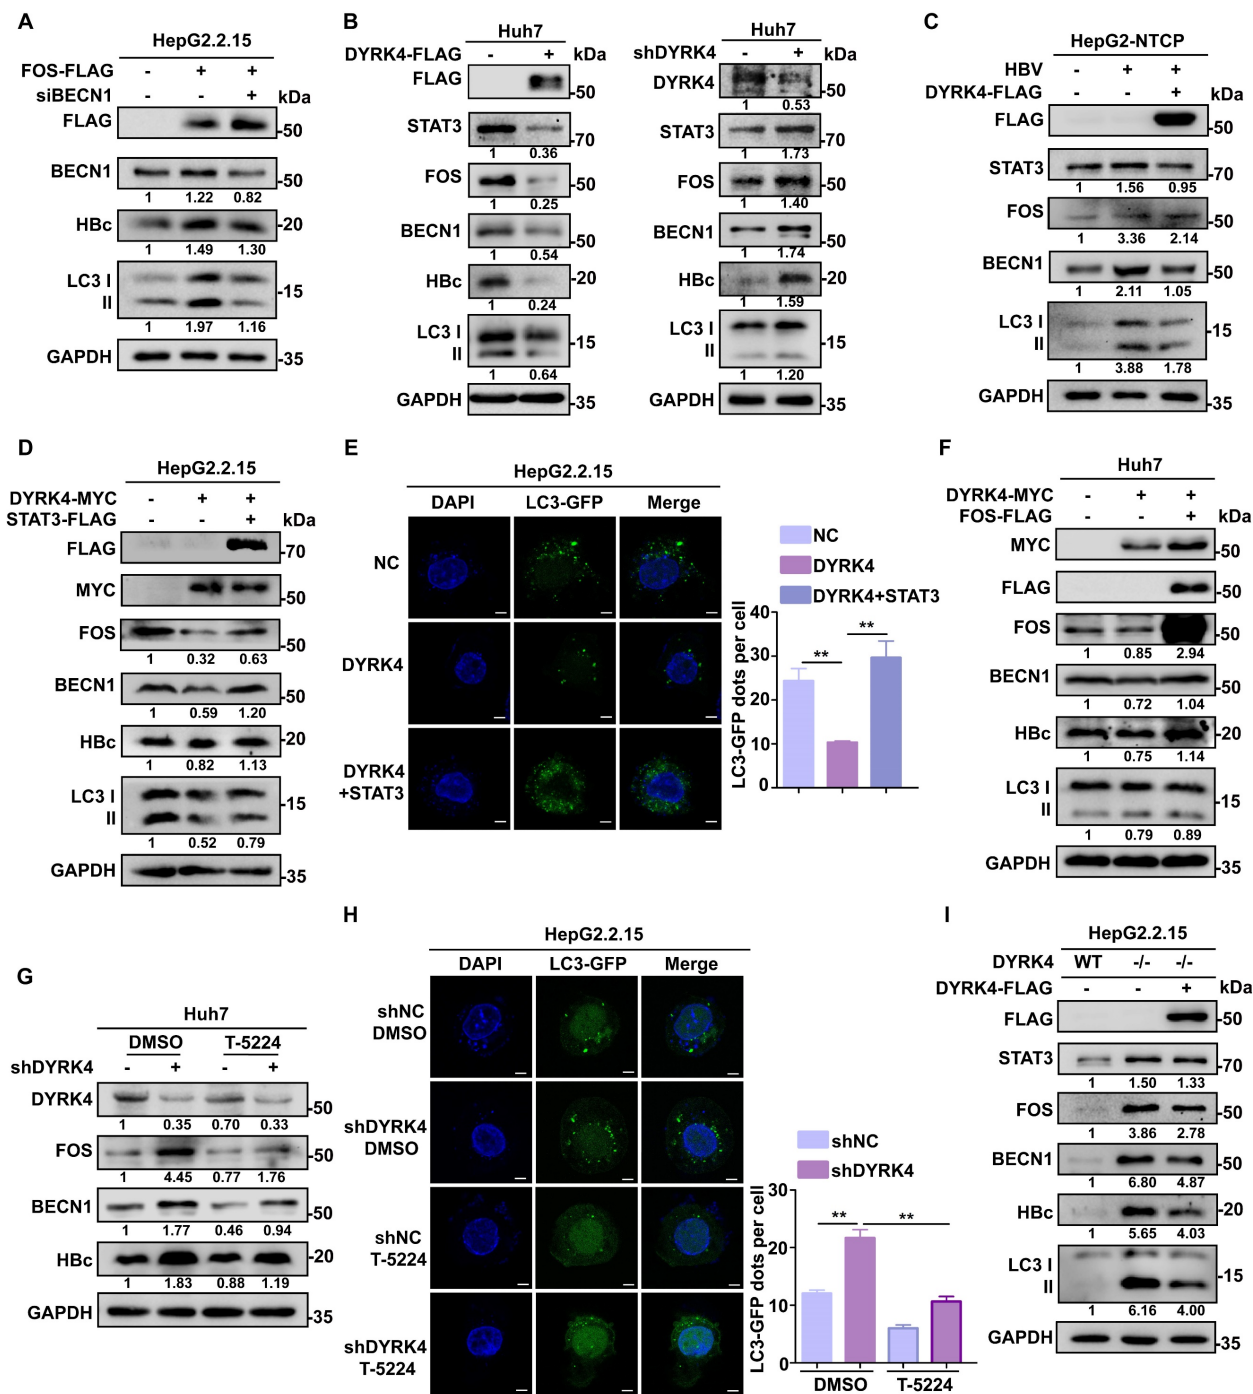 A
HepG2.2.15
FOS-FLAG - + +
siBECN1 - - + kDa
FLAG -50
BECN1 -50
1 1.22 0.82
HBc -20
1 1.49 1.30
LC3 I -15
II
1 1.97 1.16
GAPDH -35
B
Huh7
DYRK4-FLAG - + kDa
FLAG -50
STAT3 -70
1 0.36
FOS -50
1 0.25
BECN1 -50
1 0.54
HBc -20
1 0.24
LC3 I -15
II
1 0.64
GAPDH -35
Huh7
shDYRK4 - + kDa
DYRK4 -50
1 0.53
STAT3 -70
1 1.73
FOS -50
1 1.40
BECN1 -50
1 1.74
HBc -20
1 1.59
LC3 I -15
II
1 1.20
GAPDH -35
C
HepG2-NTCP
HBV - + +
DYRK4-FLAG - - + kDa
FLAG -50
STAT3 -70
1 1.56 0.95
FOS -50
1 3.36 2.14
BECN1 -50
1 2.11 1.05
LC3 I -15
II
1 3.88 1.78
GAPDH -35
D
HepG2.2.15
DYRK4-MYC - + +
STAT3-FLAG - - + kDa
FLAG -70
MYC -50
FOS -50
1 0.32 0.63
BECN1 -50
1 0.59 1.20
HBc -20
1 0.82 1.13
LC3 I -15
II
1 0.52 0.79
GAPDH -35
E
HepG2.2.15
DAPI LC3-GFP Merge
NC
DYRK4
DYRK4
+STAT3
NC
DYRK4
DYRK4+STAT3
LC3-GFP dots per cell
40
30
20
10
0
** **
F
Huh7
DYRK4-MYC - + +
FOS-FLAG - - + kDa
MYC -50
FLAG -50
FOS -50
1 0.85 2.94
BECN1 -50
1 0.72 1.04
HBc -20
1 0.75 1.14
LC3 I -15
II
1 0.79 0.89
GAPDH -35
G
Huh7
DMSO T-5224
shDYRK4 - + - + kDa
DYRK4 -50
1 0.35 0.70 0.33
FOS -50
1 4.45 0.77 1.76
BECN1 -50
1 1.77 0.46 0.94
HBc -20
1 1.83 0.88 1.19
GAPDH -35
H
HepG2.2.15
DAPI LC3-GFP Merge
shNC
DMSO
shDYRK4
DMSO
shNC
T-5224
shDYRK4
T-5224
shNC
shDYRK4
LC3-GFP dots per cell
30
20
10
0
** **
DMSO T-5224
I
HepG2.2.15
DYRK4 WT -/- -/-
DYRK4-FLAG - - + kDa
FLAG -50
STAT3 -70
1 1.50 1.33
FOS -50
1 3.86 2.78
BECN1 -50
1 6.80 4.87
HBc -20
1 5.65 4.03
LC3 I -15
II
1 6.16 4.00
GAPDH -35